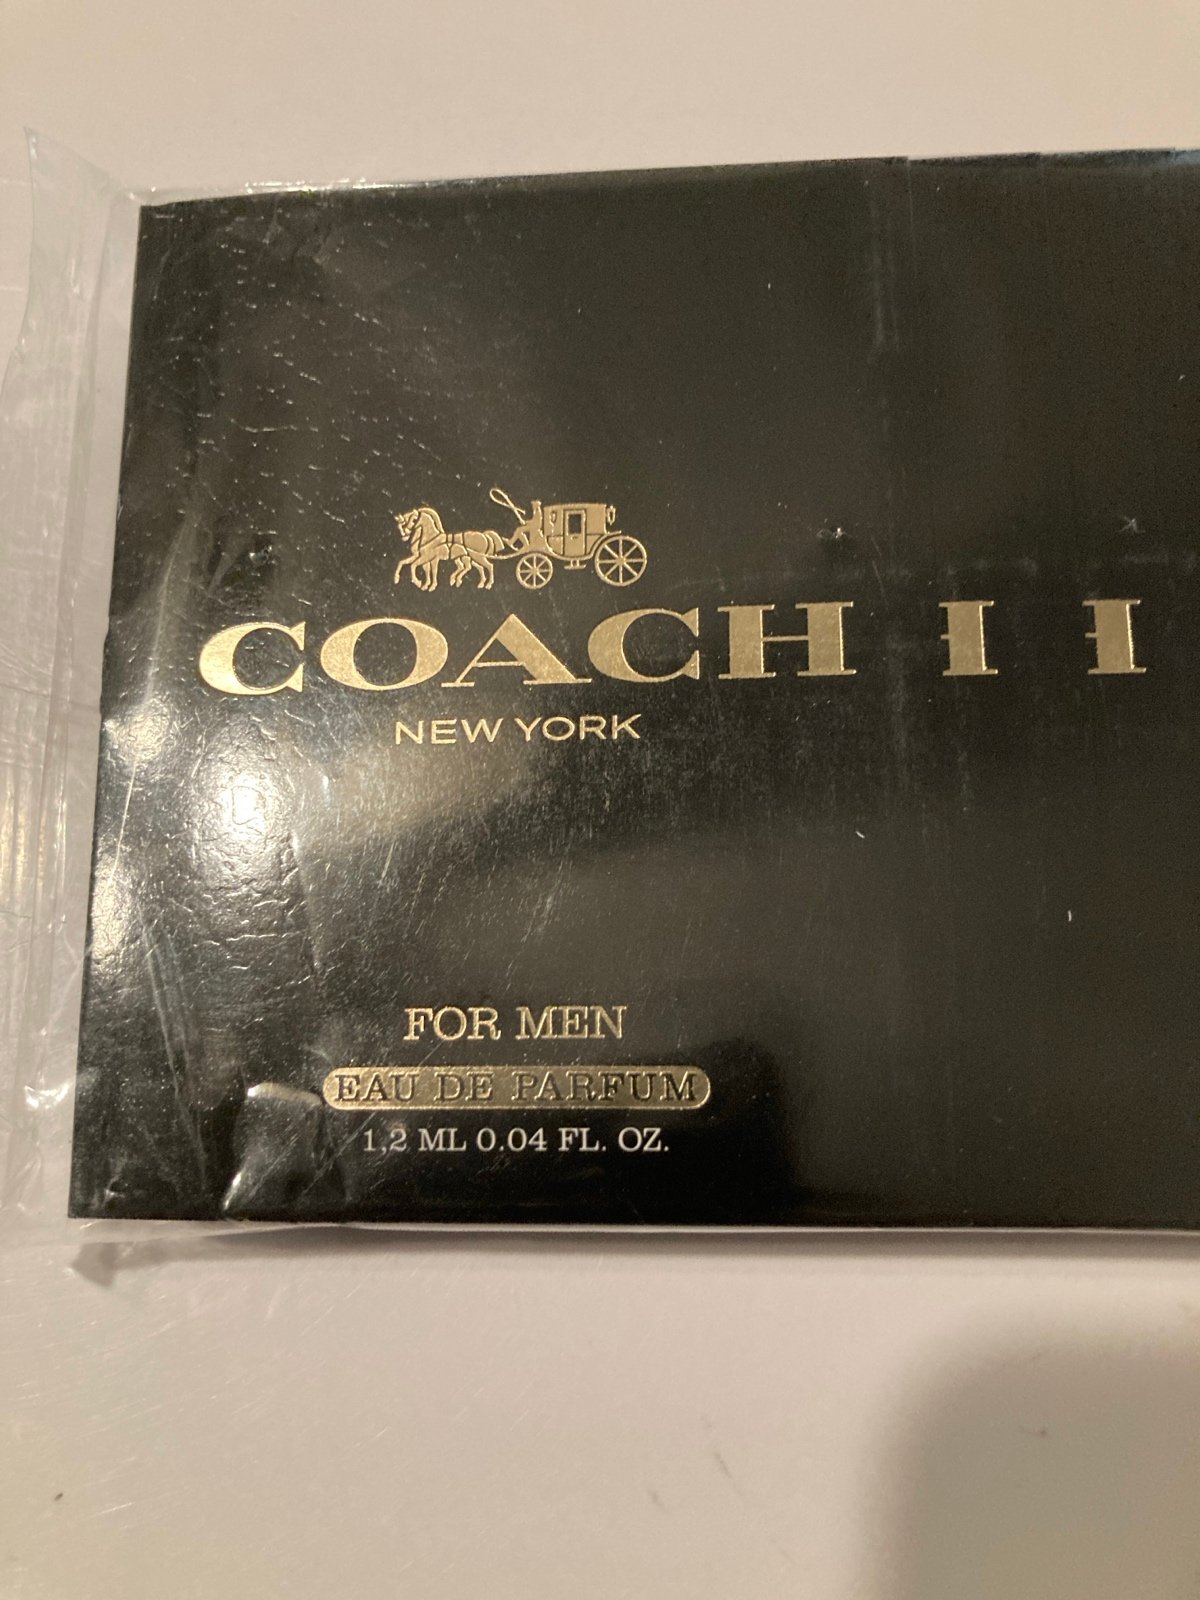 COACH I I
NEW YORK
FOR MEN
EAU DE PARFUM
1,2 ML 0.04 FL. OZ.